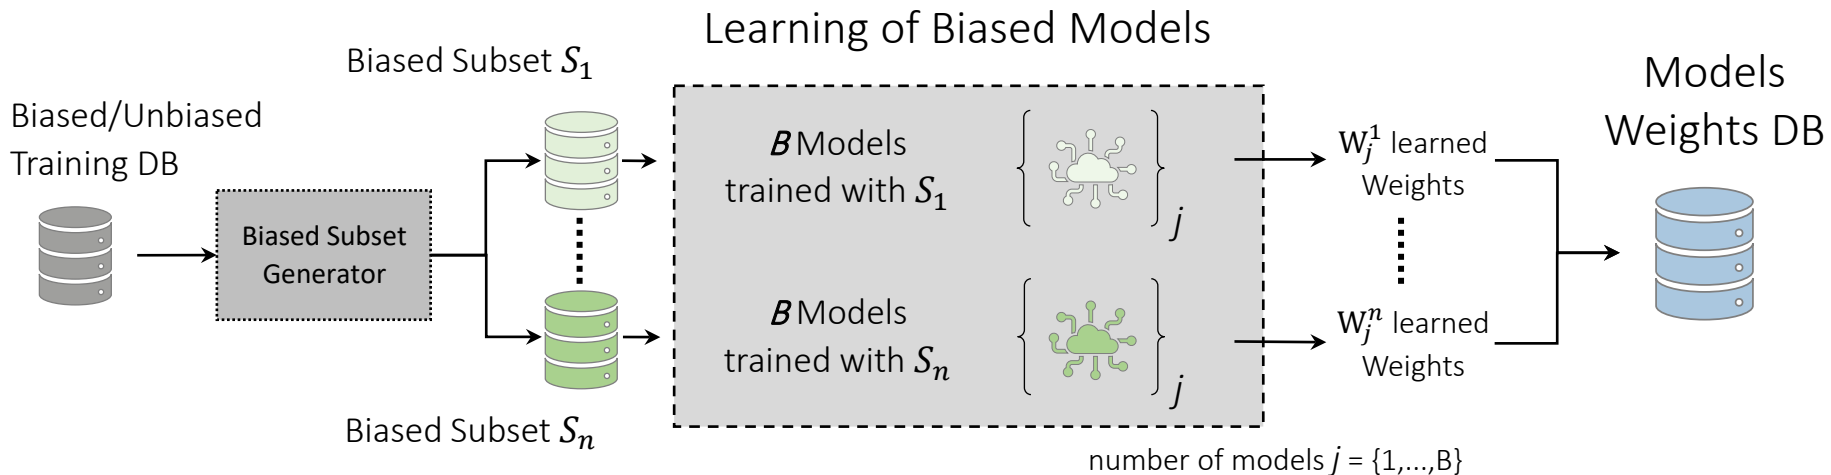 Learning of Biased Models
Biased Subset S₁
Biased/Unbiased
Training DB
Biased Subset
Generator
B Models
trained with S₁
j
W_j^1 learned
Weights
Models
Weights DB
B Models
trained with Sₙ
j
W_j^n learned
Weights
Biased Subset Sₙ
number of models j = {1,...,B}